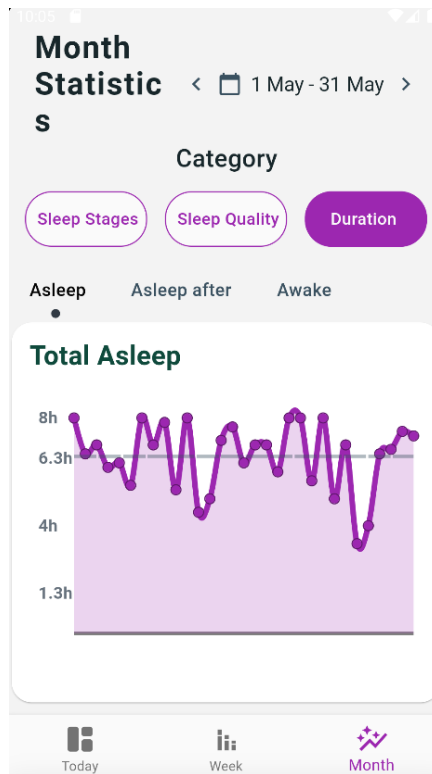 10:05
Month
Statistic
s
1 May - 31 May
Category
Sleep Stages
Sleep Quality
Duration
Asleep
Asleep after
Awake
Total Asleep
8h
6.3h
4h
1.3h
Today
Week
Month